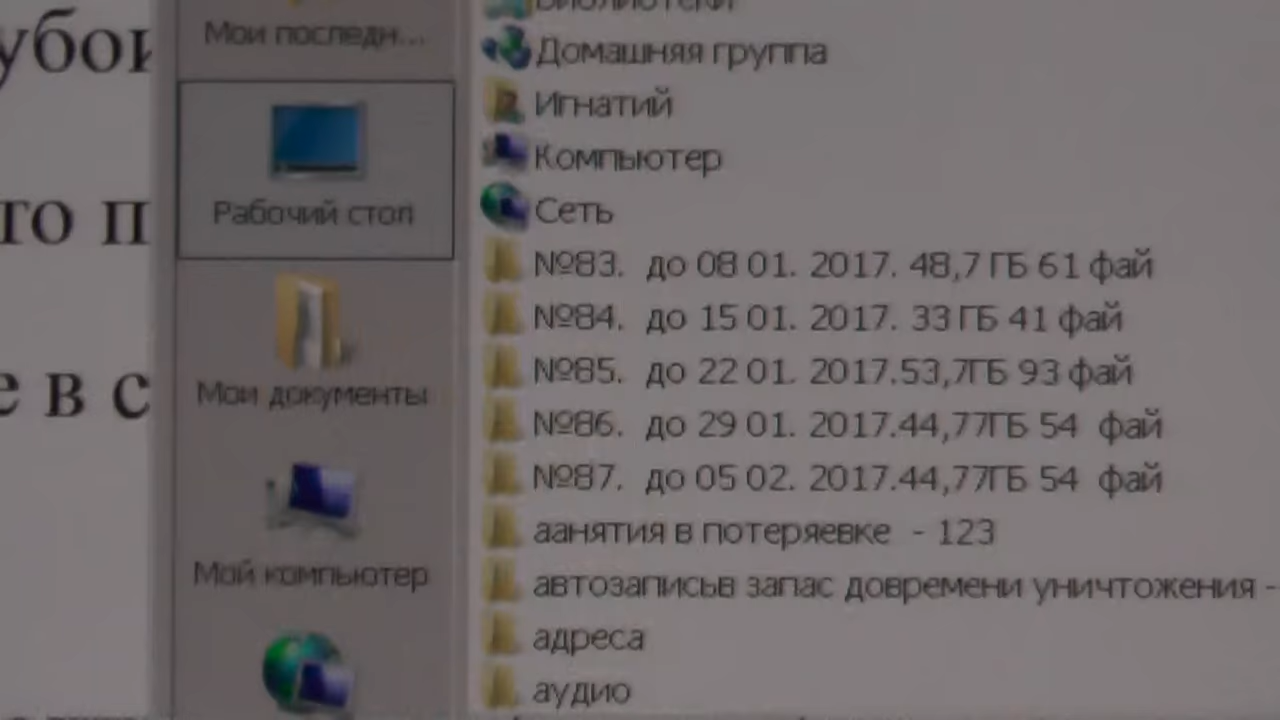 убои
то п
е в с
Мои последн...
Рабочий стол
Мои документы
Мой компьютер
Библиотеки
Домашняя группа
Игнатий
Компьютер
Сеть
№83. до 08 01. 2017. 48,7 ГБ 61 фай
№84. до 15 01. 2017. 33 ГБ 41 фай
№85. до 22 01. 2017.53,7ГБ 93 фай
№86. до 29 01. 2017.44,77ГБ 54 фай
№87. до 05 02. 2017.44,77ГБ 54 фай
аанятия в потеряевке - 123
автозаписьв запас довремени уничтожения -
адреса
аудио